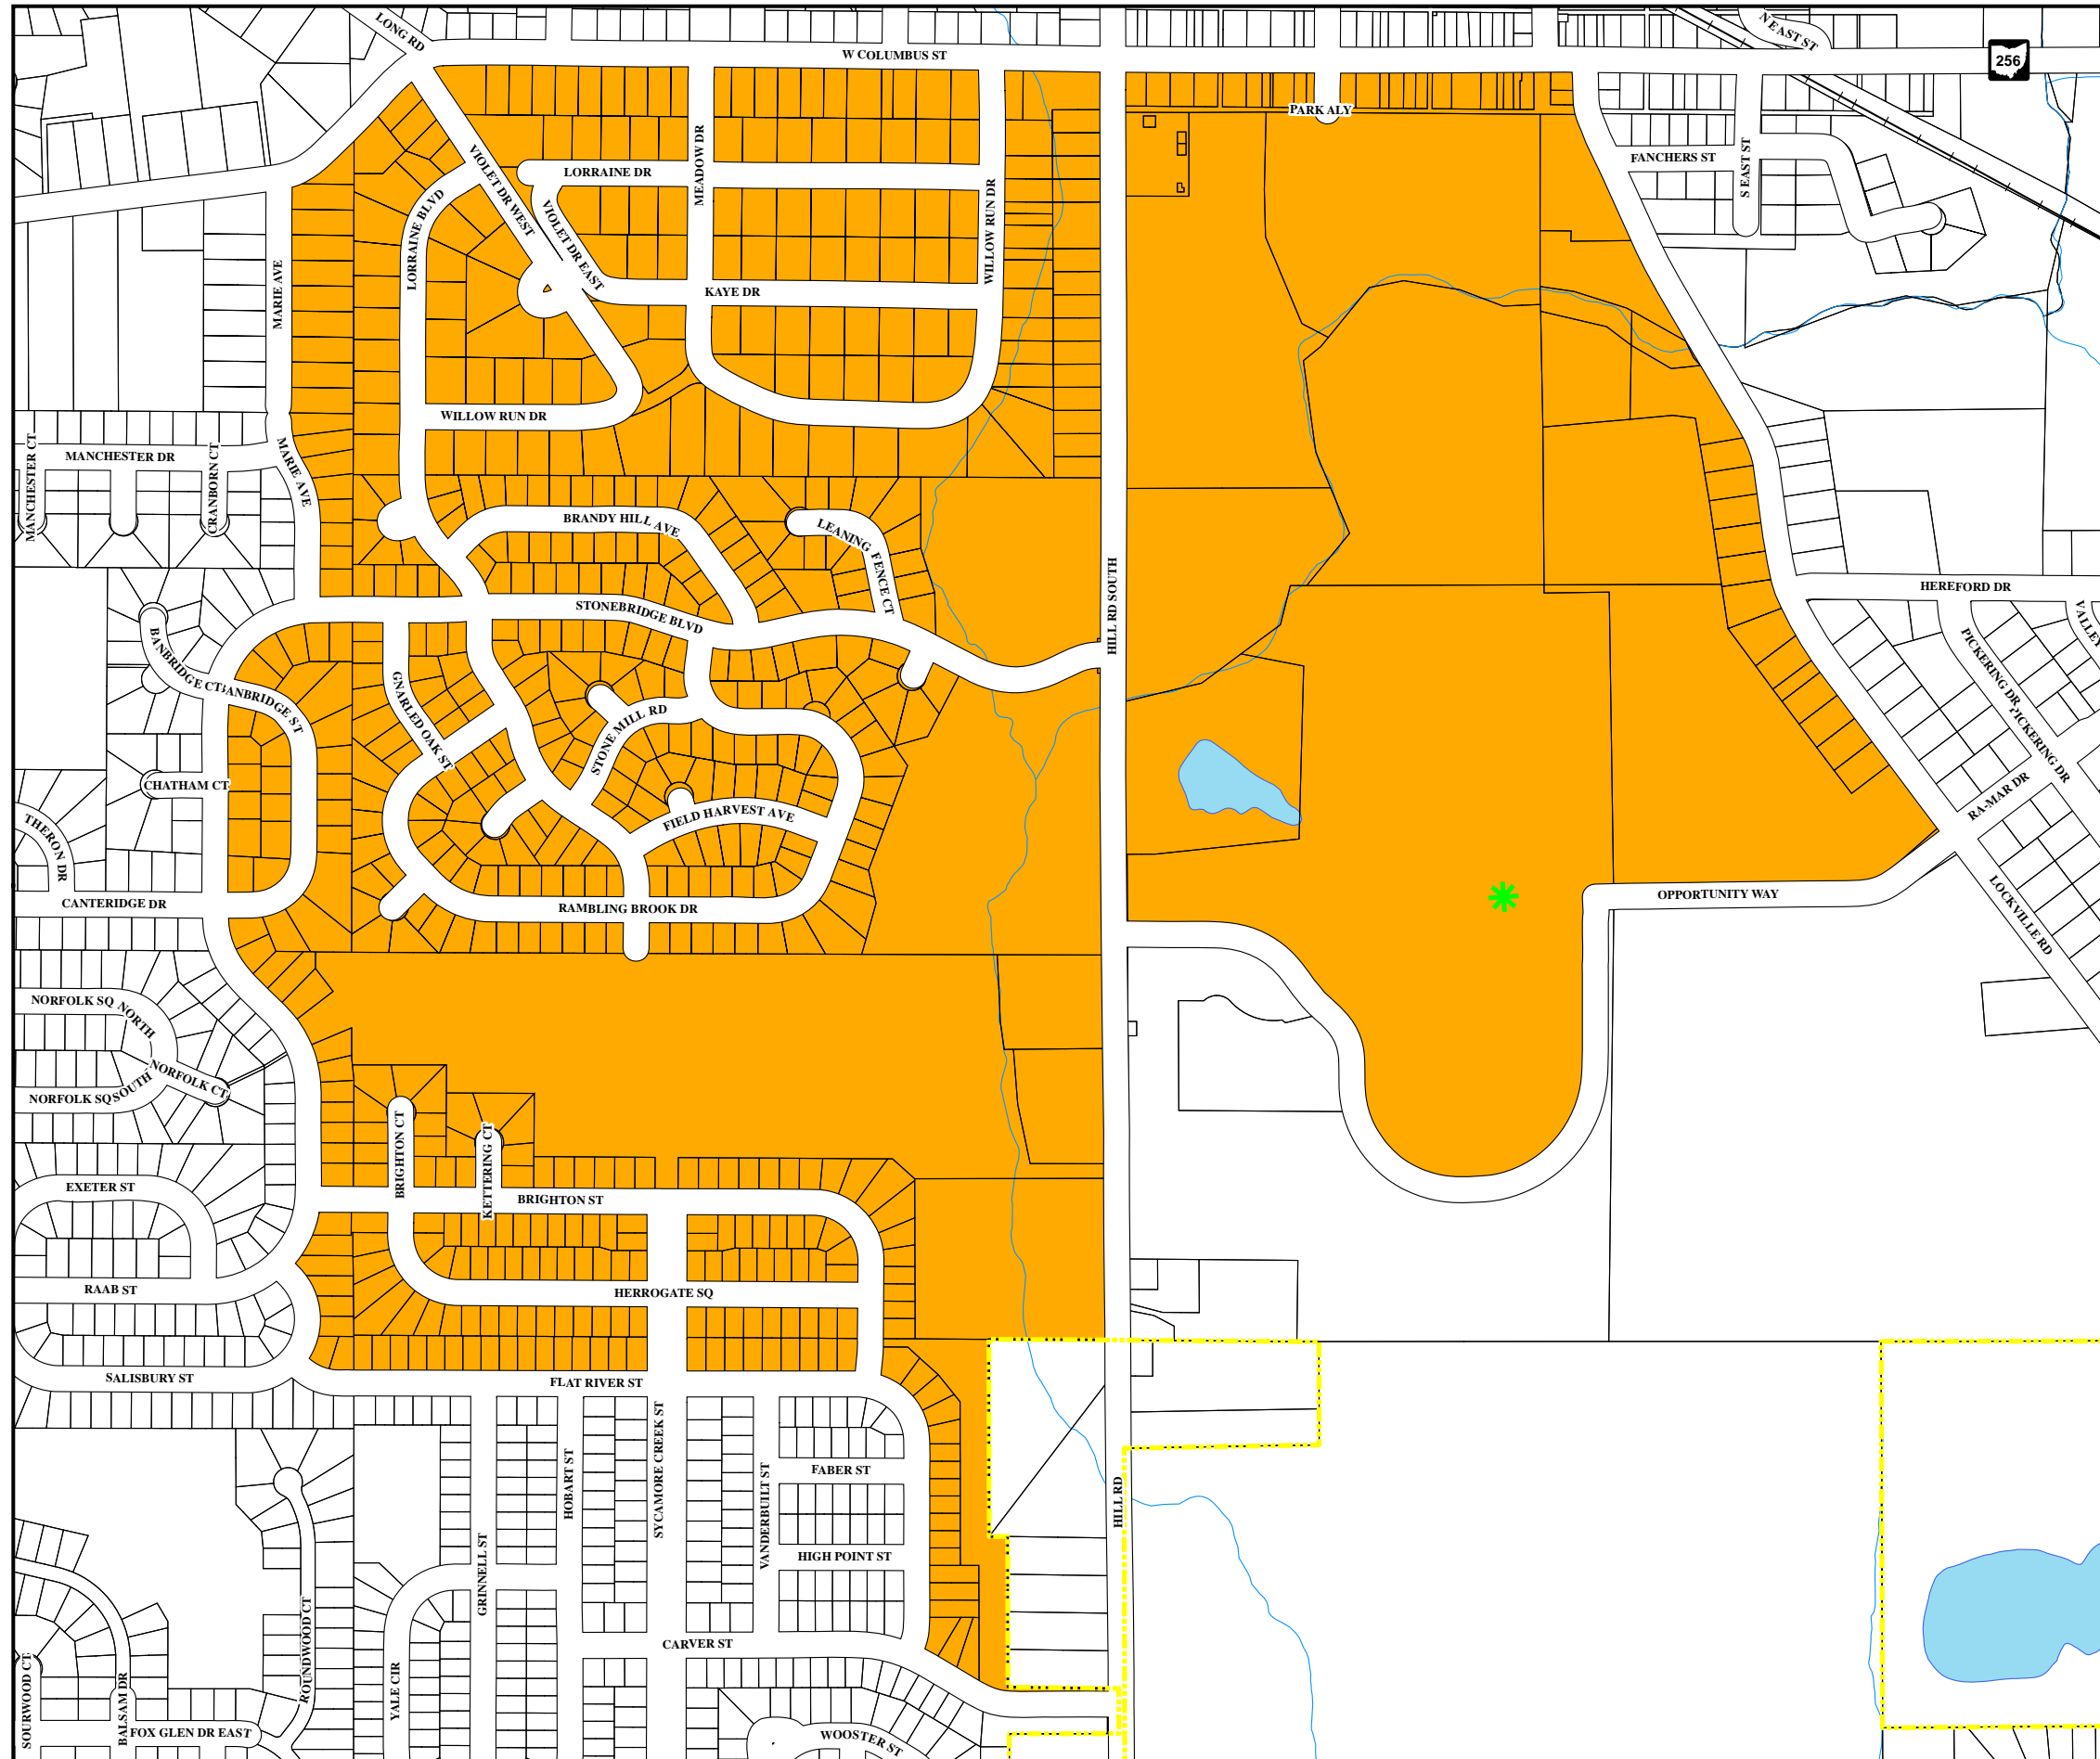 LONG RD
W COLUMBUS ST
N EAST ST
256
PARK ALY
LORRAINE DR
MEADOW DR
VIOLET DR WEST
VIOLET DR EAST
LORRAINE BLVD
WILLOW RUN DR
FANCHERS ST
S EAST ST
MARIE AVE
KAYE DR
WILLOW RUN DR
MANCHESTER CT
MANCHESTER DR
CRANBORN CT
MARIE AVE
BRANDY HILL AVE
LEANING FENCE CT
HILL RD SOUTH
HEREFORD DR
VALLEY
STONEBRIDGE BLVD
BANBRIDGE CT
BANBRIDGE ST
GNARLED OAK ST
STONE MILL RD
PICKERING DR
PICKERING DR
RA-MAR DR
CHATHAM CT
THERON DR
FIELD HARVEST AVE
CANTERIDGE DR
RAMBLING BROOK DR
OPPORTUNITY WAY
LOCKVILLE RD
NORFOLK SQ NORTH
NORFOLK CT
NORFOLK SQ SOUTH
BRIGHTON CT
KETTERING CT
EXETER ST
BRIGHTON ST
RAAB ST
HERROGATE SQ
SALISBURY ST
FLAT RIVER ST
HOBART ST
SYCAMORE CREEK ST
VANDERBUILT ST
FABER ST
HILL RD
GRINNELL ST
HIGH POINT ST
ROUNDWOOD CT
CARVER ST
SOURWOOD CT
BALSAM DR
YALE CIR
FOX GLEN DR EAST
WOOSTER ST